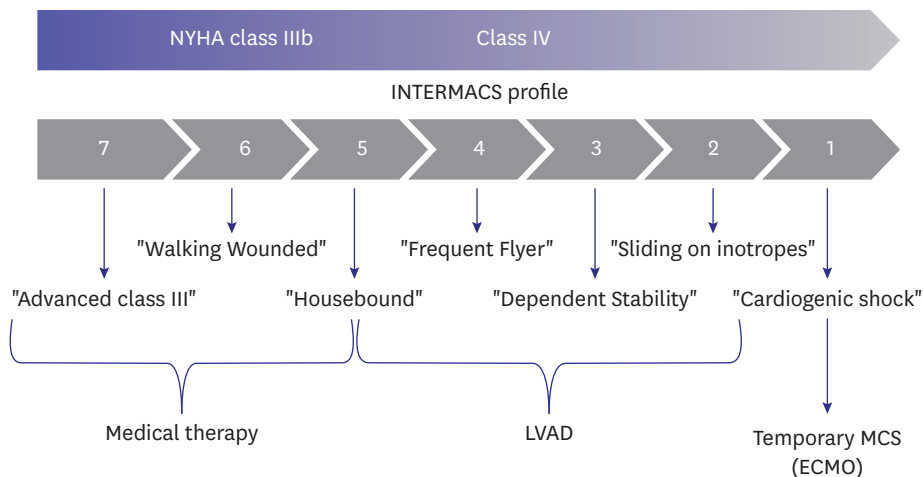 NYHA class IIIb Class IV
INTERMACS profile
7 6 5 4 3 2 1
"Walking Wounded" "Frequent Flyer" "Sliding on inotropes"
"Advanced class III" "Housebound" "Dependent Stability" "Cardiogenic shock"
Medical therapy LVAD Temporary MCS
(ECMO)